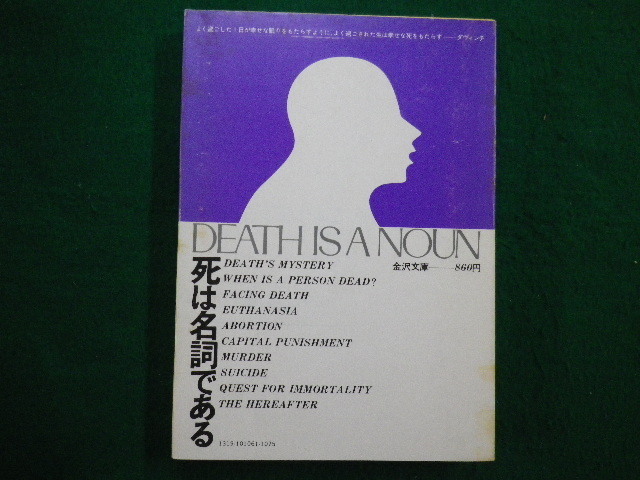 よく過ごした1日が幸せな眠りをもたらすように、よく過ごされた生は幸せな死をもたらす――ダヴィンチ
DEATH IS A NOUN
死は名詞である
金沢文庫――860円
DEATH'S MYSTERY
WHEN IS A PERSON DEAD?
FACING DEATH
EUTHANASIA
ABORTION
CAPITAL PUNISHMENT
MURDER
SUICIDE
QUEST FOR IMMORTALITY
THE HEREAFTER